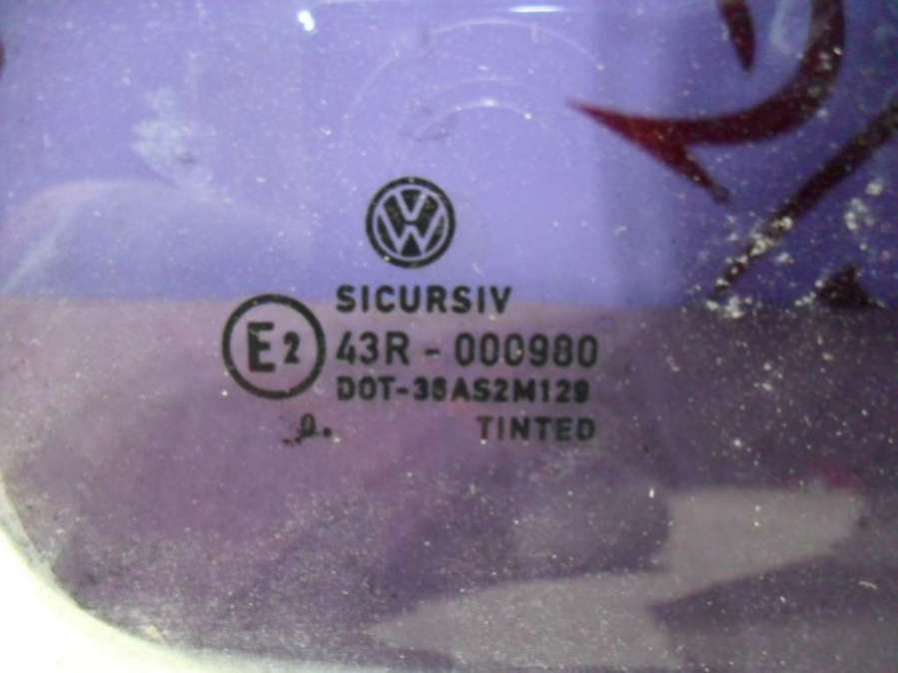 SICURSIV
E2
43R - 000980
DOT-36AS2M129
TINTED